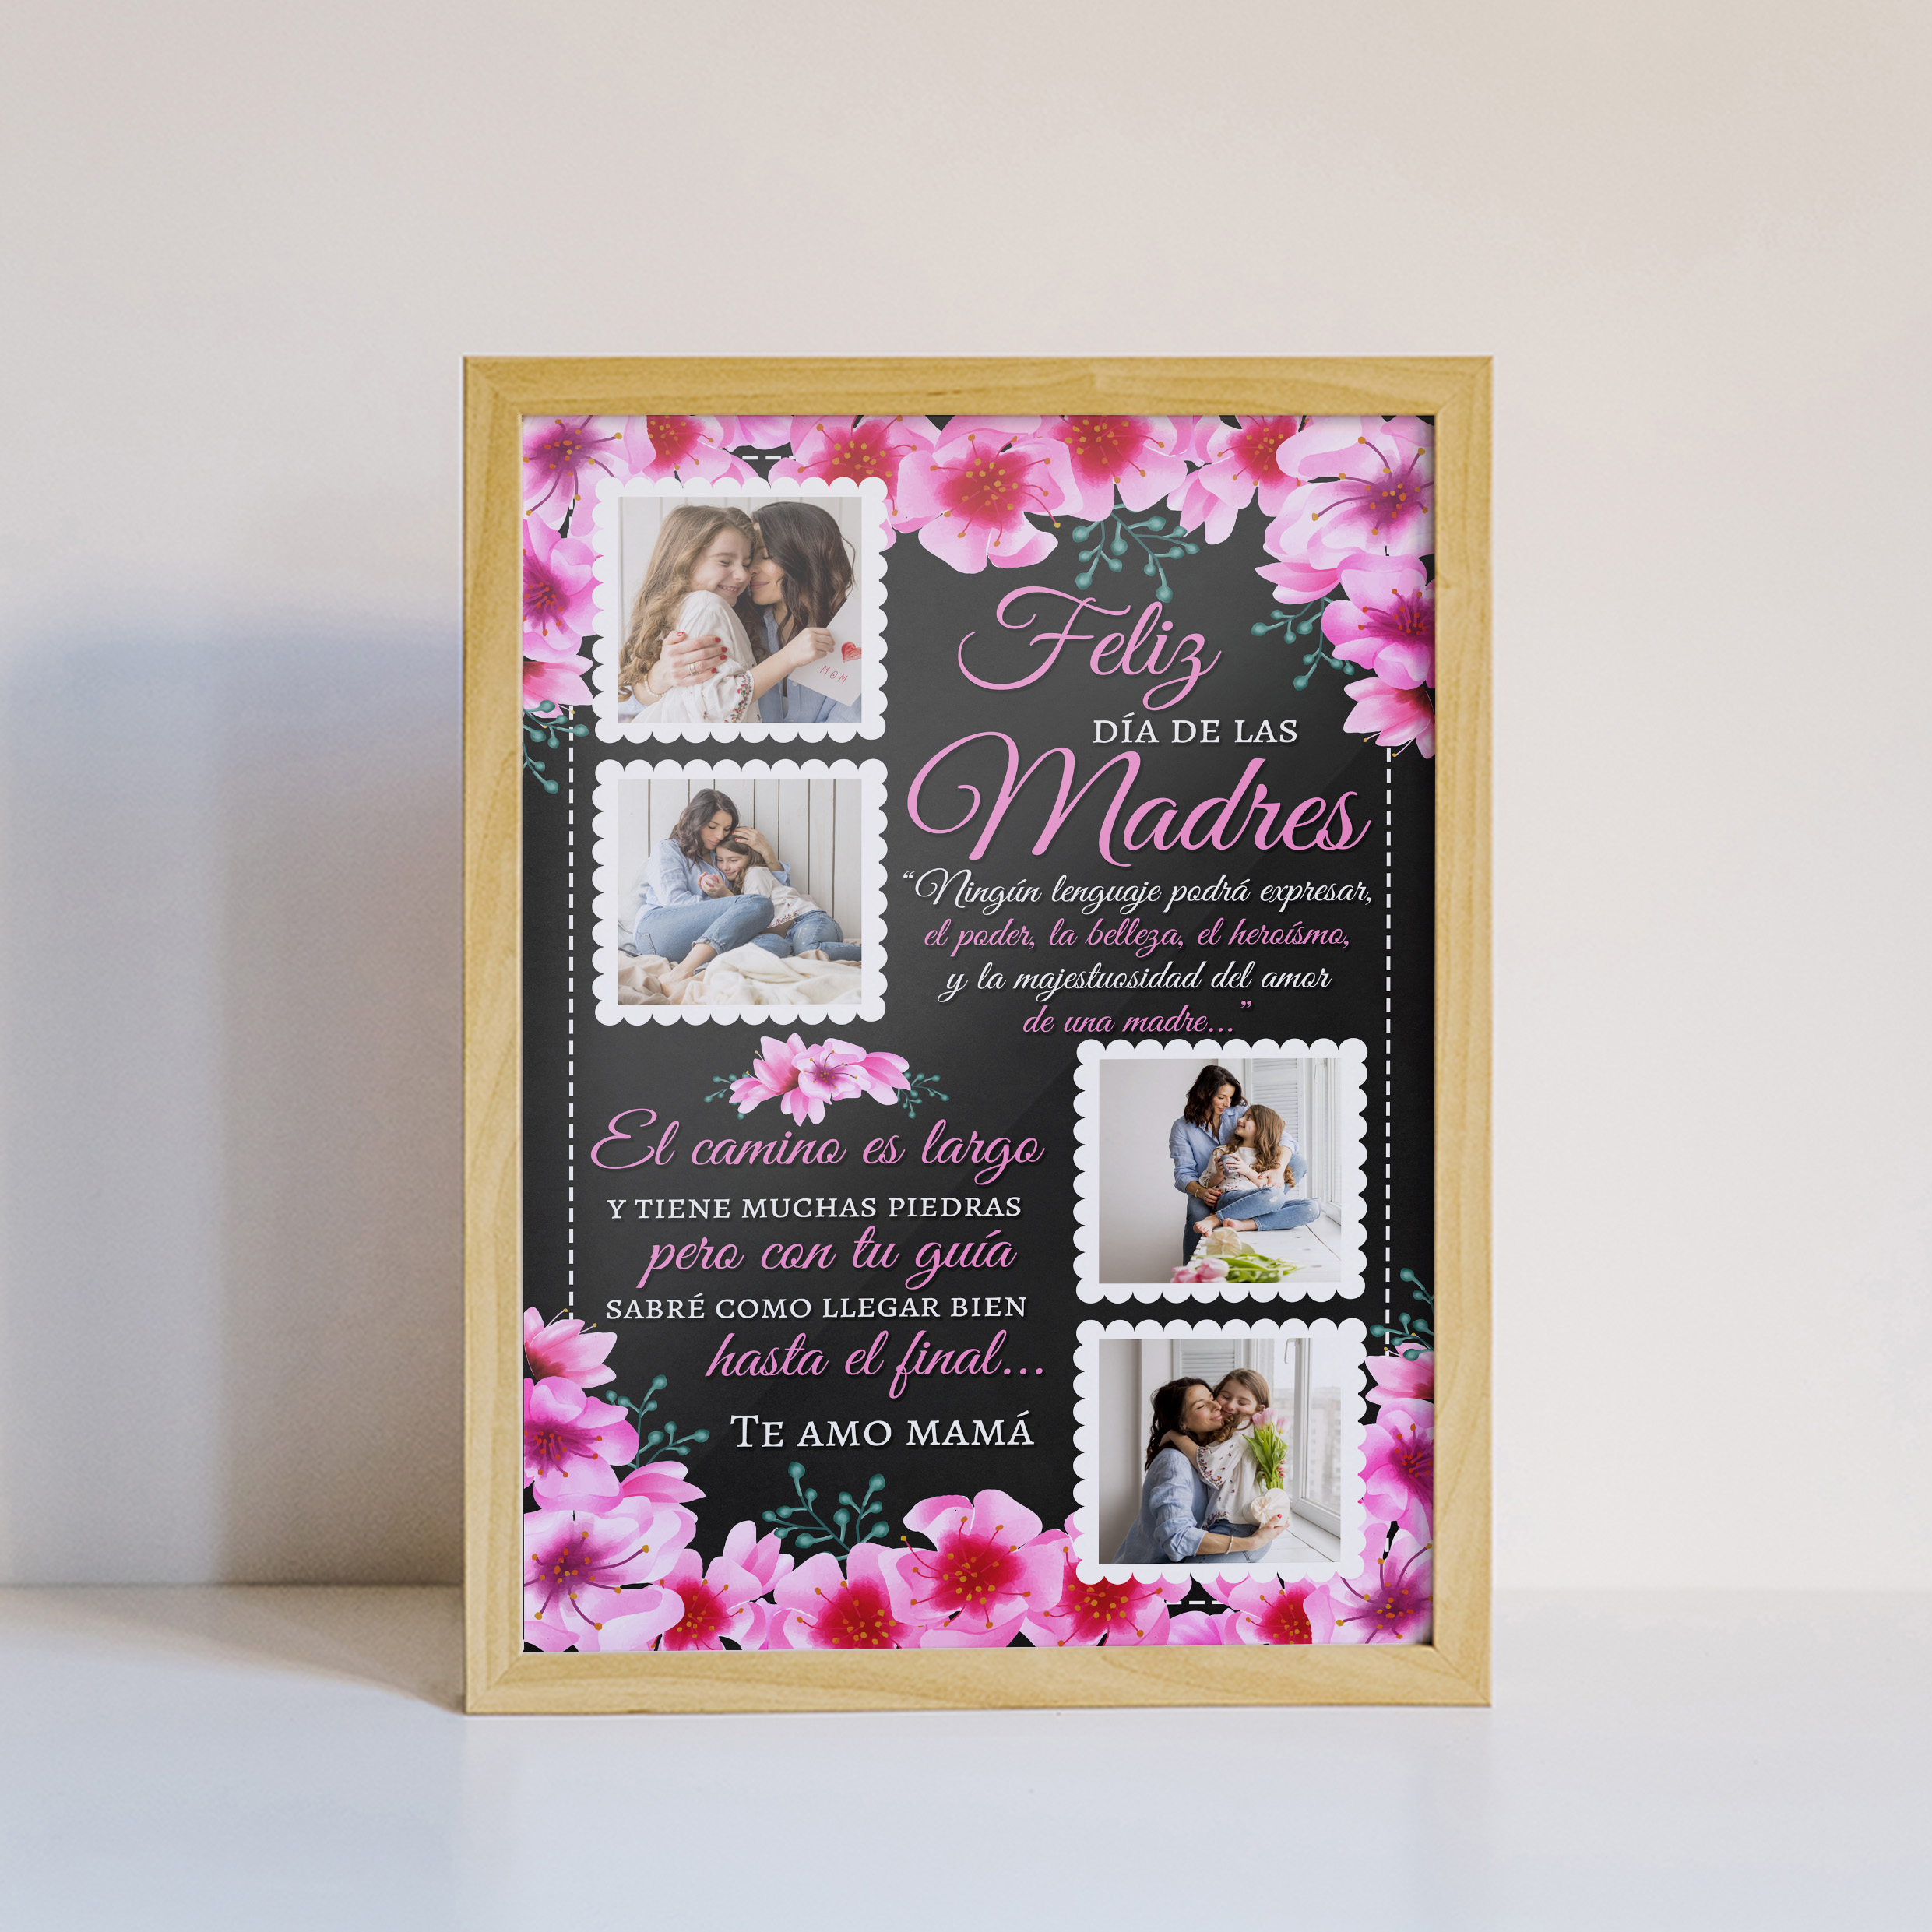 MOM
Feliz
DÍA DE LAS
Madres
“Ningún lenguaje podrá expresar,
el poder, la belleza, el heroísmo,
y la majestuosidad del amor
de una madre...”
El camino es largo
Y TIENE MUCHAS PIEDRAS
pero con tu guía
SABRÉ COMO LLEGAR BIEN
hasta el final...
TE AMO MAMÁ